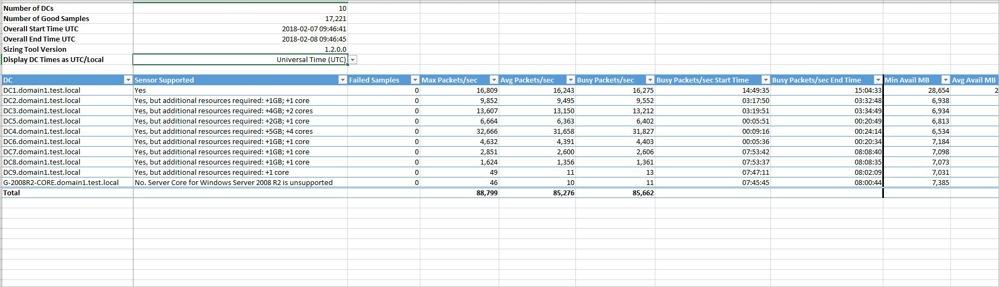 Number of DCs 10
Number of Good Samples 17,221
Overall Start Time UTC 2018-02-07 09:46:41
Overall End Time UTC 2018-02-08 09:46:45
Sizing Tool Version 1.2.0.0
Display DC Times as UTC/Local Universal Time (UTC)
DC Sensor Supported Failed Samples Max Packets/sec Avg Packets/sec Busy Packets/sec Busy Packets/sec Start Time Busy Packets/sec End Time Min Avail MB Avg Avail MB
DC1.domain1.test.local Yes 0 16,809 16,243 16,275 14:49:35 15:04:33 28,654 2
DC2.domain1.test.local Yes, but additional resources required: +1GB; +1 core 0 9,852 9,495 9,552 03:17:50 03:32:48 6,938
DC3.domain1.test.local Yes, but additional resources required: +4GB; +2 cores 0 13,607 13,150 13,212 03:19:51 03:34:49 6,934
DC5.domain1.test.local Yes, but additional resources required: +2GB; +1 core 0 6,664 6,363 6,402 00:05:51 00:20:49 6,813
DC4.domain1.test.local Yes, but additional resources required: +5GB; +4 cores 0 32,666 31,658 31,827 00:09:16 00:24:14 6,534
DC6.domain1.test.local Yes, but additional resources required: +1GB; +1 core 0 4,632 4,391 4,403 00:05:36 00:20:34 7,184
DC7.domain1.test.local Yes, but additional resources required: +1GB; +1 core 0 2,851 2,600 2,606 07:53:42 08:08:40 7,098
DC8.domain1.test.local Yes, but additional resources required: +1GB; +1 core 0 1,624 1,356 1,361 07:53:37 08:08:35 7,073
DC9.domain1.test.local Yes, but additional resources required: +1 core 0 49 11 13 07:47:11 08:02:09 7,031
G-2008R2-CORE.domain1.test.local No. Server Core for Windows Server 2008 R2 is unsupported 0 46 10 11 07:45:45 08:00:44 7,385
Total 88,799 85,276 85,662